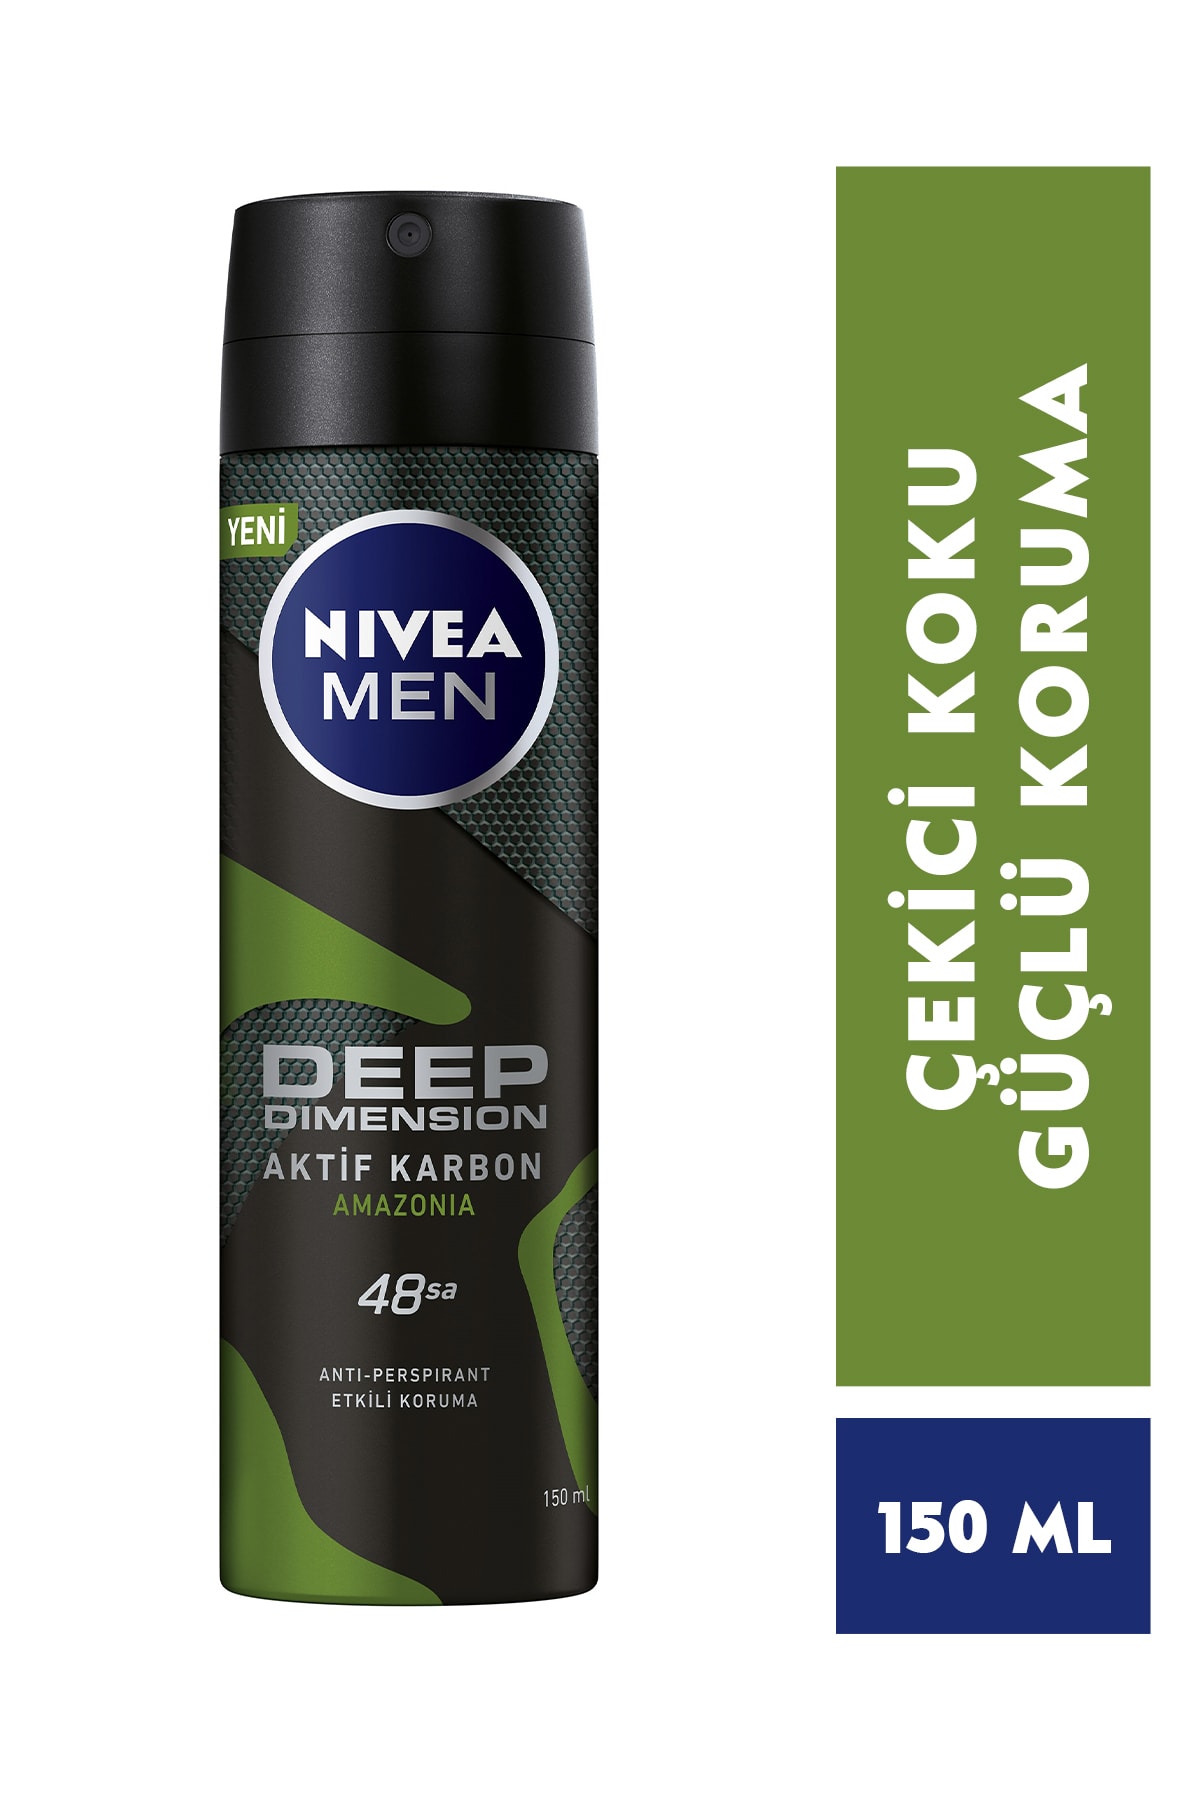 YENİ
NIVEA
MEN
DEEP
DIMENSION
AKTİF KARBON
AMAZONIA
48sa
ANTI-PERSPIRANT
ETKİLİ KORUMA
150 ml
ÇEKİCİ KOKU
GÜÇLÜ KORUMA
150 ML